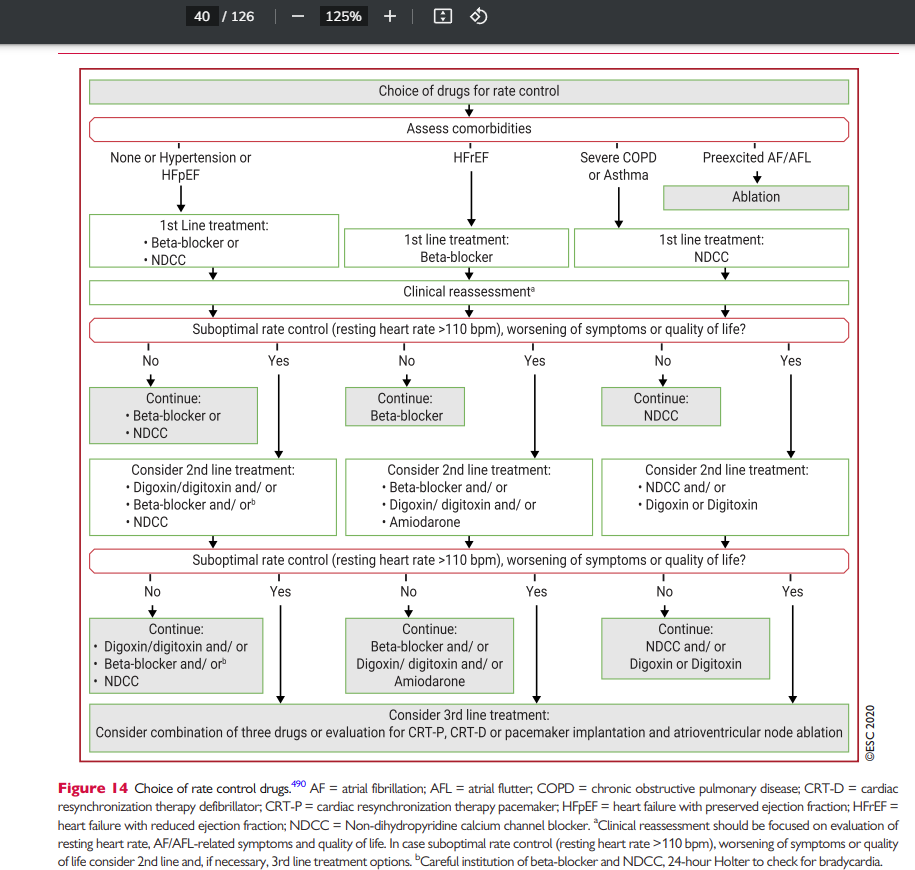 40 / 126
125%
Choice of drugs for rate control
Assess comorbidities
None or Hypertension or
HFpEF
HFrEF
Severe COPD
or Asthma
Preexcited AF/AFL
Ablation
1st Line treatment:
• Beta-blocker or
• NDCC
1st line treatment:
Beta-blocker
1st line treatment:
NDCC
Clinical reassessmentᵃ
Suboptimal rate control (resting heart rate >110 bpm), worsening of symptoms or quality of life?
No
Yes
No
Yes
No
Yes
Continue:
• Beta-blocker or
• NDCC
Continue:
Beta-blocker
Continue:
NDCC
Consider 2nd line treatment:
• Digoxin/digitoxin and/ or
• Beta-blocker and/ orᵇ
• NDCC
Consider 2nd line treatment:
• Beta-blocker and/ or
• Digoxin/ digitoxin and/ or
• Amiodarone
Consider 2nd line treatment:
• NDCC and/ or
• Digoxin or Digitoxin
Suboptimal rate control (resting heart rate >110 bpm), worsening of symptoms or quality of life?
No
Yes
No
Yes
No
Yes
Continue:
• Digoxin/digitoxin and/ or
• Beta-blocker and/ orᵇ
• NDCC
Continue:
Beta-blocker and/ or
Digoxin/ digitoxin and/ or
Amiodarone
Continue:
NDCC and/ or
Digoxin or Digitoxin
Consider 3rd line treatment:
Consider combination of three drugs or evaluation for CRT-P, CRT-D or pacemaker implantation and atrioventricular node ablation
©ESC 2020
Figure 14 Choice of rate control drugs.⁴⁹⁰ AF = atrial fibrillation; AFL = atrial flutter; COPD = chronic obstructive pulmonary disease; CRT-D = cardiac
resynchronization therapy defibrillator; CRT-P = cardiac resynchronization therapy pacemaker; HFpEF = heart failure with preserved ejection fraction; HFrEF =
heart failure with reduced ejection fraction; NDCC = Non-dihydropyridine calcium channel blocker. ᵃClinical reassessment should be focused on evaluation of
resting heart rate, AF/AFL-related symptoms and quality of life. In case suboptimal rate control (resting heart rate >110 bpm), worsening of symptoms or quality
of life consider 2nd line and, if necessary, 3rd line treatment options. ᵇCareful institution of beta-blocker and NDCC, 24-hour Holter to check for bradycardia.